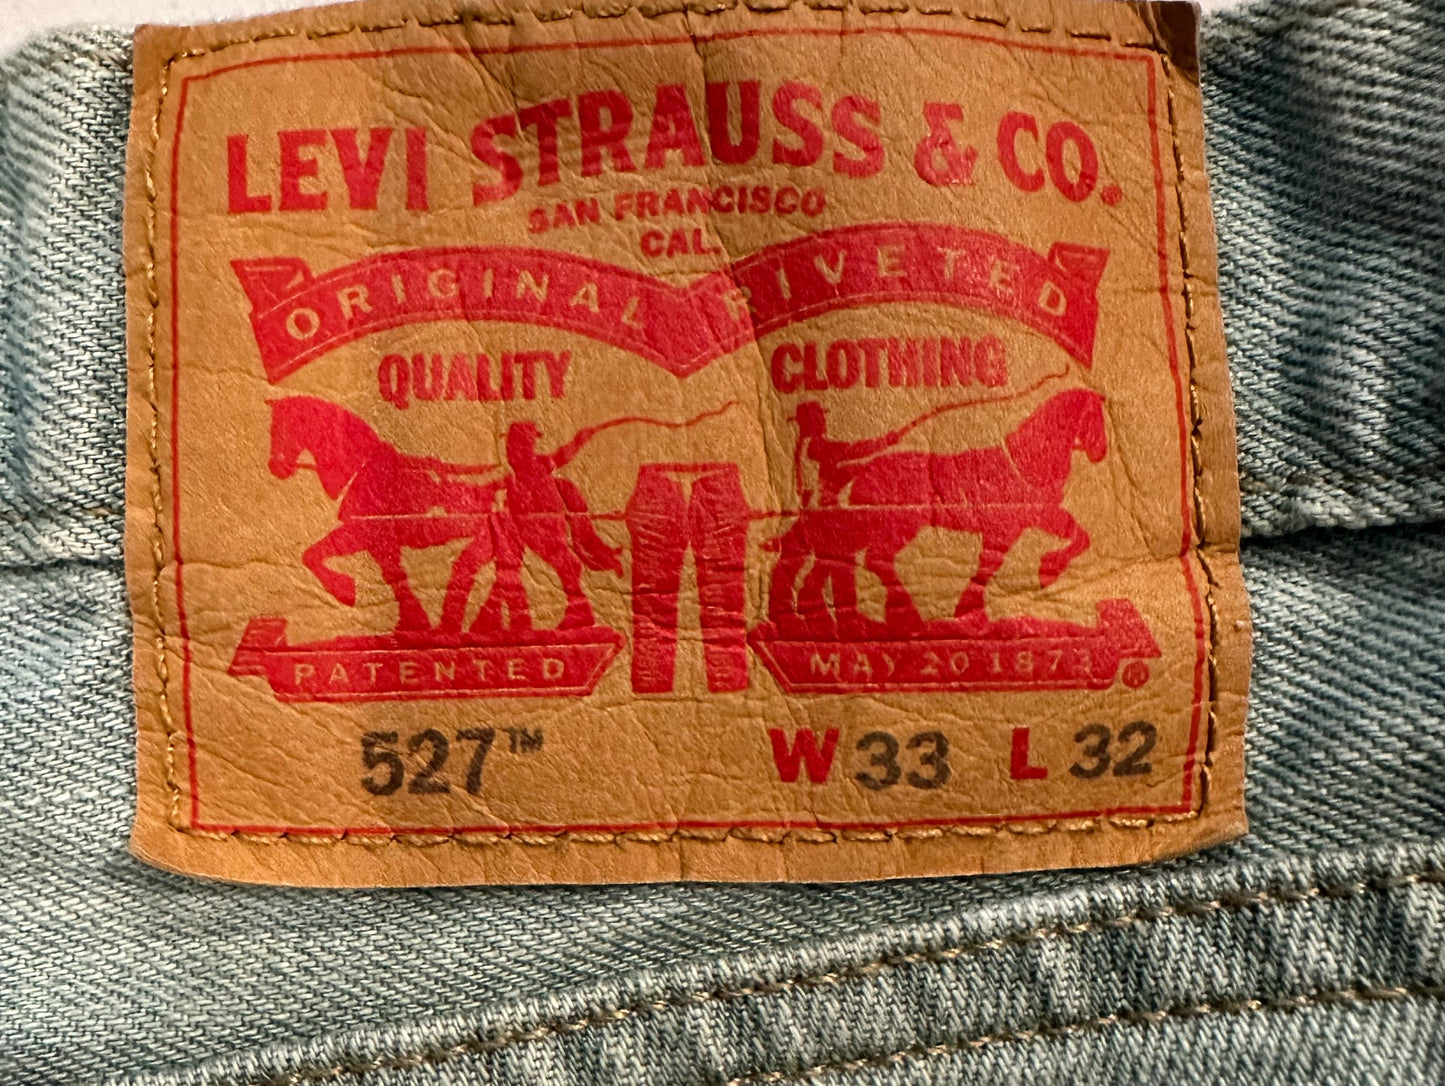 LEVI STRAUSS & CO.
SAN FRANCISCO
CAL.
ORIGINAL RIVETED
QUALITY CLOTHING
PATENTED MAY 20 1873 ®
527™ W 33 L 32